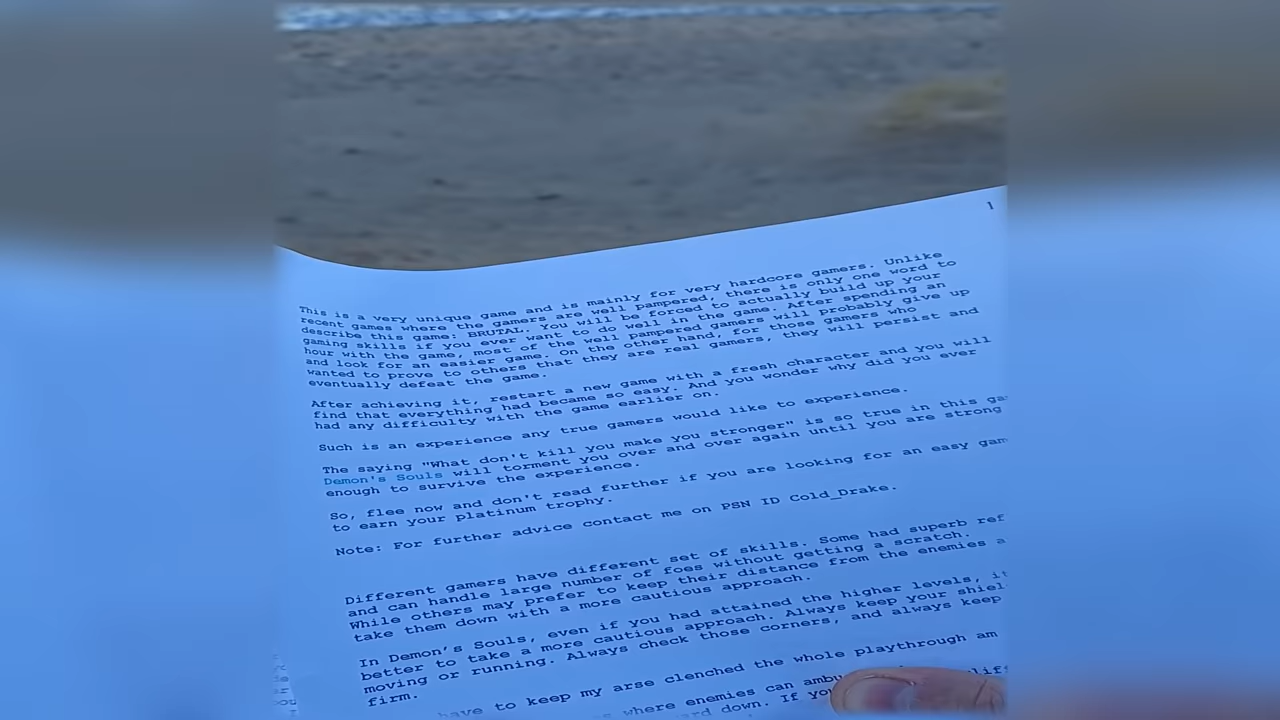 1
This is a very unique game and is mainly for very hardcore gamers. Unlike
recent games where the gamers are well pampered, there is only one word to
describe this game: BRUTAL. You will be forced to actually build up your
gaming skills if you ever want to do well in the game. After spending an
hour with the game, most of the well pampered gamers will probably give up
and look for an easier game. On the other hand, for those gamers who
wanted to prove to others that they are real gamers, they will persist and
eventually defeat the game.
After achieving it, restart a new game with a fresh character and you will
find that everything had became so easy. And you wonder why did you ever
had any difficulty with the game earlier on.
Such is an experience any true gamers would like to experience.
The saying "What don't kill you make you stronger" is so true in this
Demon's Souls will torment you over and over again until you are strong
enough to survive the experience.
So, flee now and don't read further if you are looking for an easy
to earn your platinum trophy.
Note: For further advice contact me on PSN ID Cold_Drake.
Different gamers have different set of skills. Some had superb
and can handle large number of foes without getting a scratch.
While others may prefer to keep their distance from the enemies
take them down with a more cautious approach.
In Demon's Souls, even if you had attained the higher levels,
better to take a more cautious approach. Always keep your
moving or running. Always check those corners, and always keep
firm.
have to keep my arse clenched the whole playthrough am
where enemies can
down. If